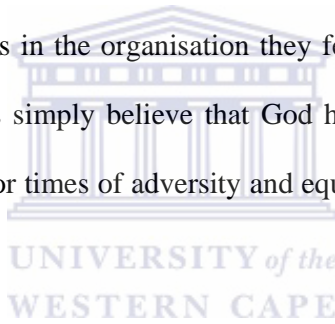 s in the organisation they fo
simply believe that God h
or times of adversity and equ
UNIVERSITY of the
WESTERN CAPE